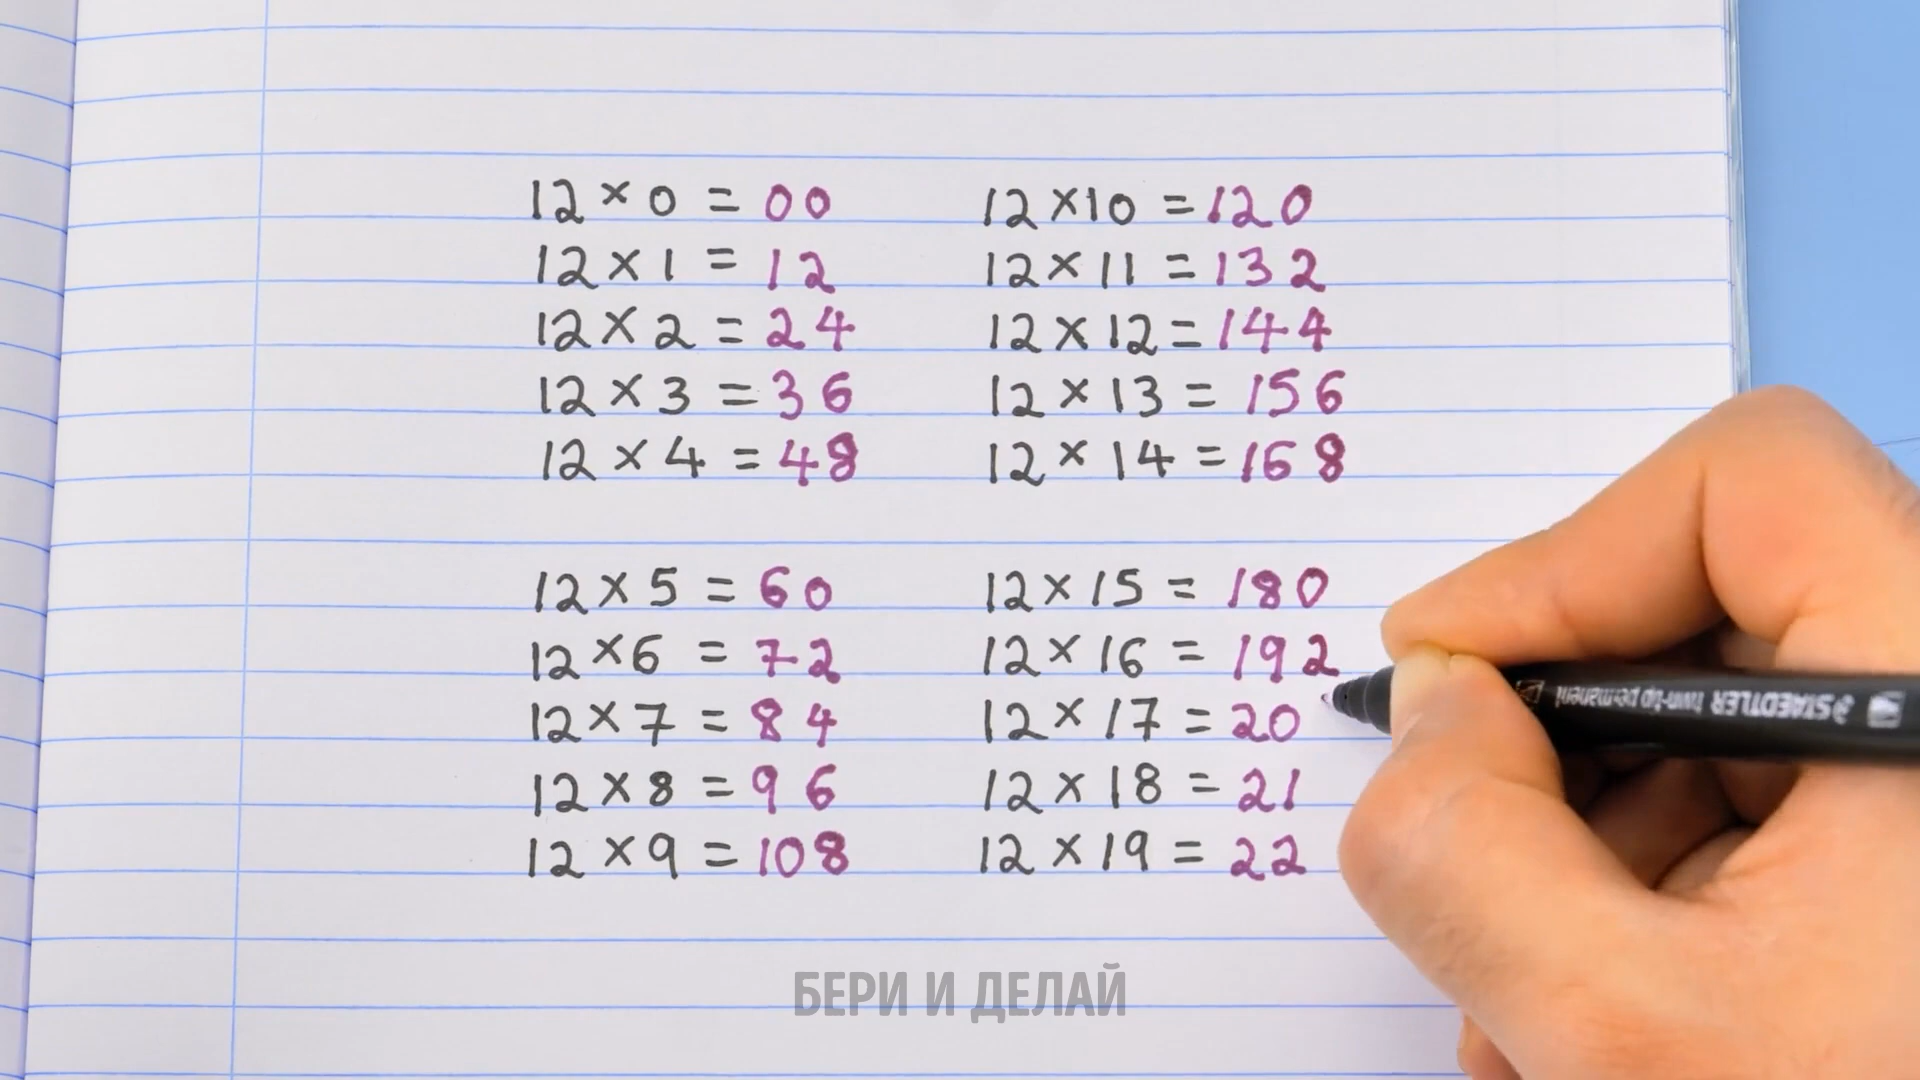 12 × 0 = 00
12 × 1 = 12
12 × 2 = 24
12 × 3 = 36
12 × 4 = 48
12 × 5 = 60
12 × 6 = 72
12 × 7 = 84
12 × 8 = 96
12 × 9 = 108
12 × 10 = 120
12 × 11 = 132
12 × 12 = 144
12 × 13 = 156
12 × 14 = 168
12 × 15 = 180
12 × 16 = 192
12 × 17 = 20
12 × 18 = 21
12 × 19 = 22
STAEDTLER twin-tip permanent
БЕРИ И ДЕЛАЙ